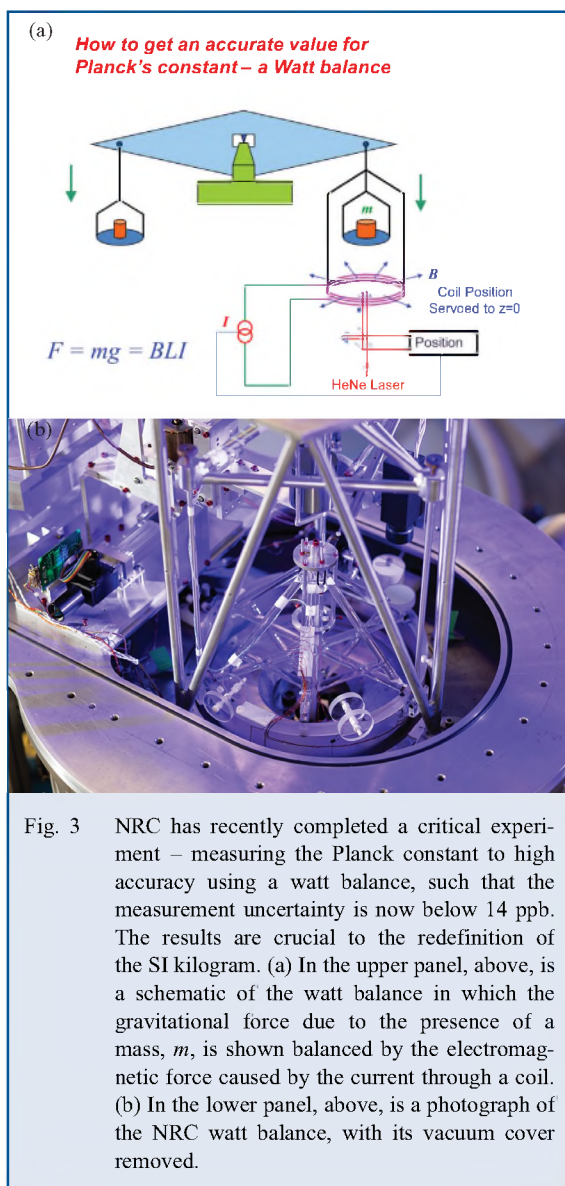 (a)
How to get an accurate value for
Planck's constant – a Watt balance
m
B
Coil Position
Servoed to z=0
I
F = mg = BLI
Position
HeNe Laser
(b)
Fig. 3 NRC has recently completed a critical experi-
ment – measuring the Planck constant to high
accuracy using a watt balance, such that the
measurement uncertainty is now below 14 ppb.
The results are crucial to the redefinition of
the SI kilogram. (a) In the upper panel, above, is
a schematic of the watt balance in which the
gravitational force due to the presence of a
mass, m, is shown balanced by the electromag-
netic force caused by the current through a coil.
(b) In the lower panel, above, is a photograph of
the NRC watt balance, with its vacuum cover
removed.